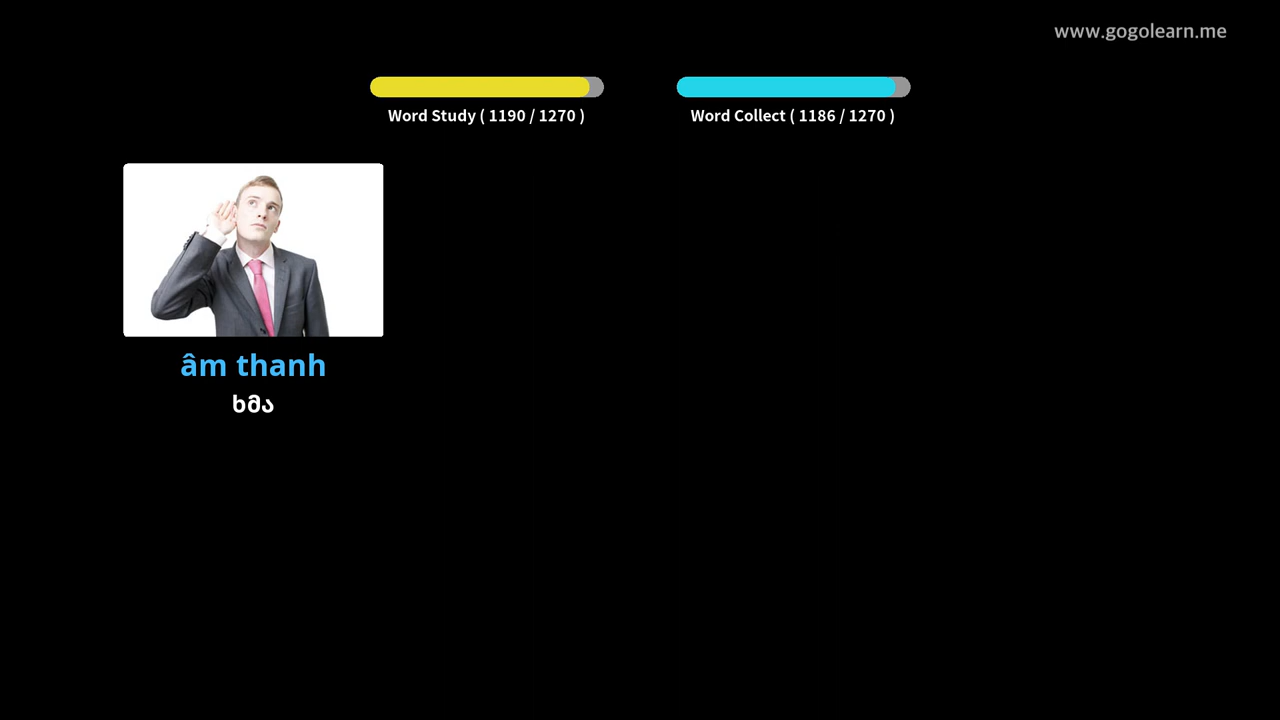 www.gogolearn.me
Word Study ( 1190 / 1270 )
Word Collect ( 1186 / 1270 )
âm thanh
ხმა